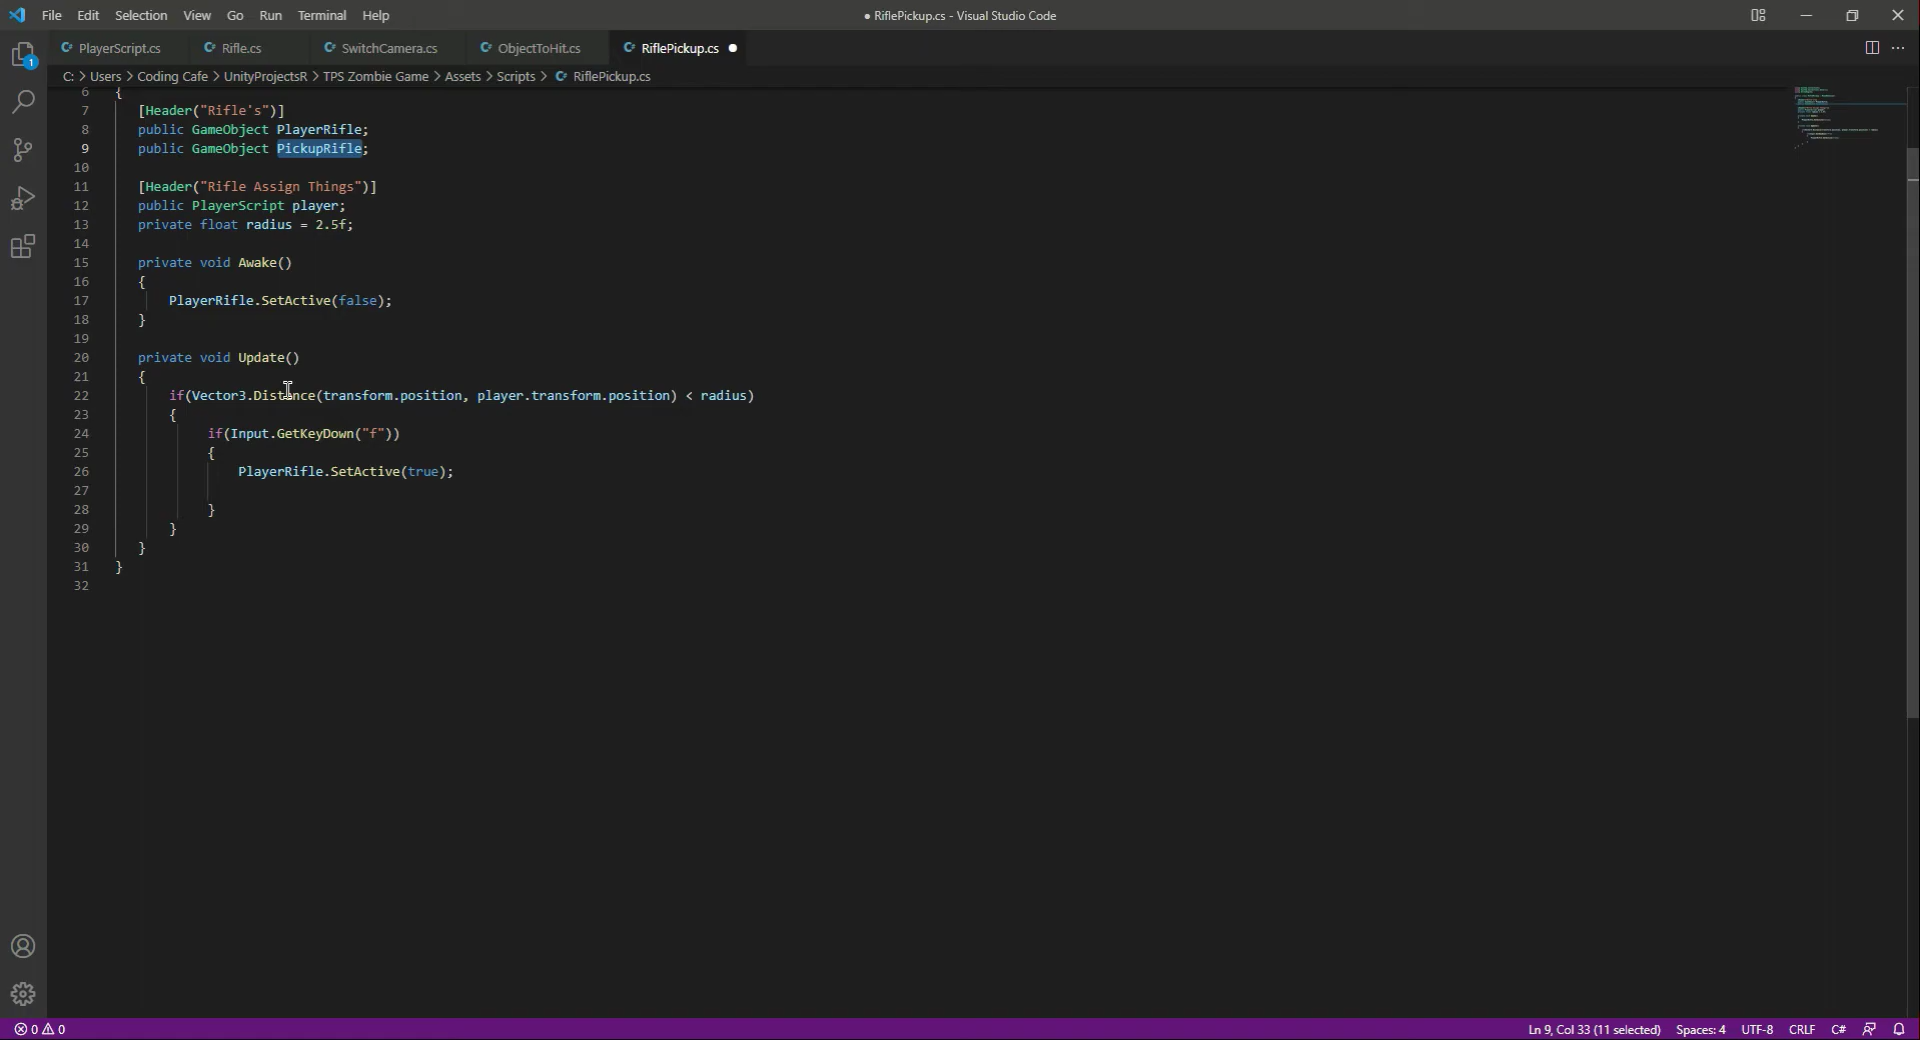 File Edit Selection View Go Run Terminal Help ● RiflePickup.cs - Visual Studio Code
PlayerScript.cs Rifle.cs SwitchCamera.cs ObjectToHit.cs RiflePickup.cs ●
C: > Users > Coding Cafe > UnityProjectsR > TPS Zombie Game > Assets > Scripts > RiflePickup.cs
1
6 {
7 [Header("Rifle's")]
8 public GameObject PlayerRifle;
9 public GameObject PickupRifle;
10
11 [Header("Rifle Assign Things")]
12 public PlayerScript player;
13 private float radius = 2.5f;
14
15 private void Awake()
16 {
17 PlayerRifle.SetActive(false);
18 }
19
20 private void Update()
21 {
22 if(Vector3.Distance(transform.position, player.transform.position) < radius)
23 {
24 if(Input.GetKeyDown("f"))
25 {
26 PlayerRifle.SetActive(true);
27
28 }
29 }
30 }
31 }
32
0 0 Ln 9, Col 33 (11 selected) Spaces: 4 UTF-8 CRLF C#